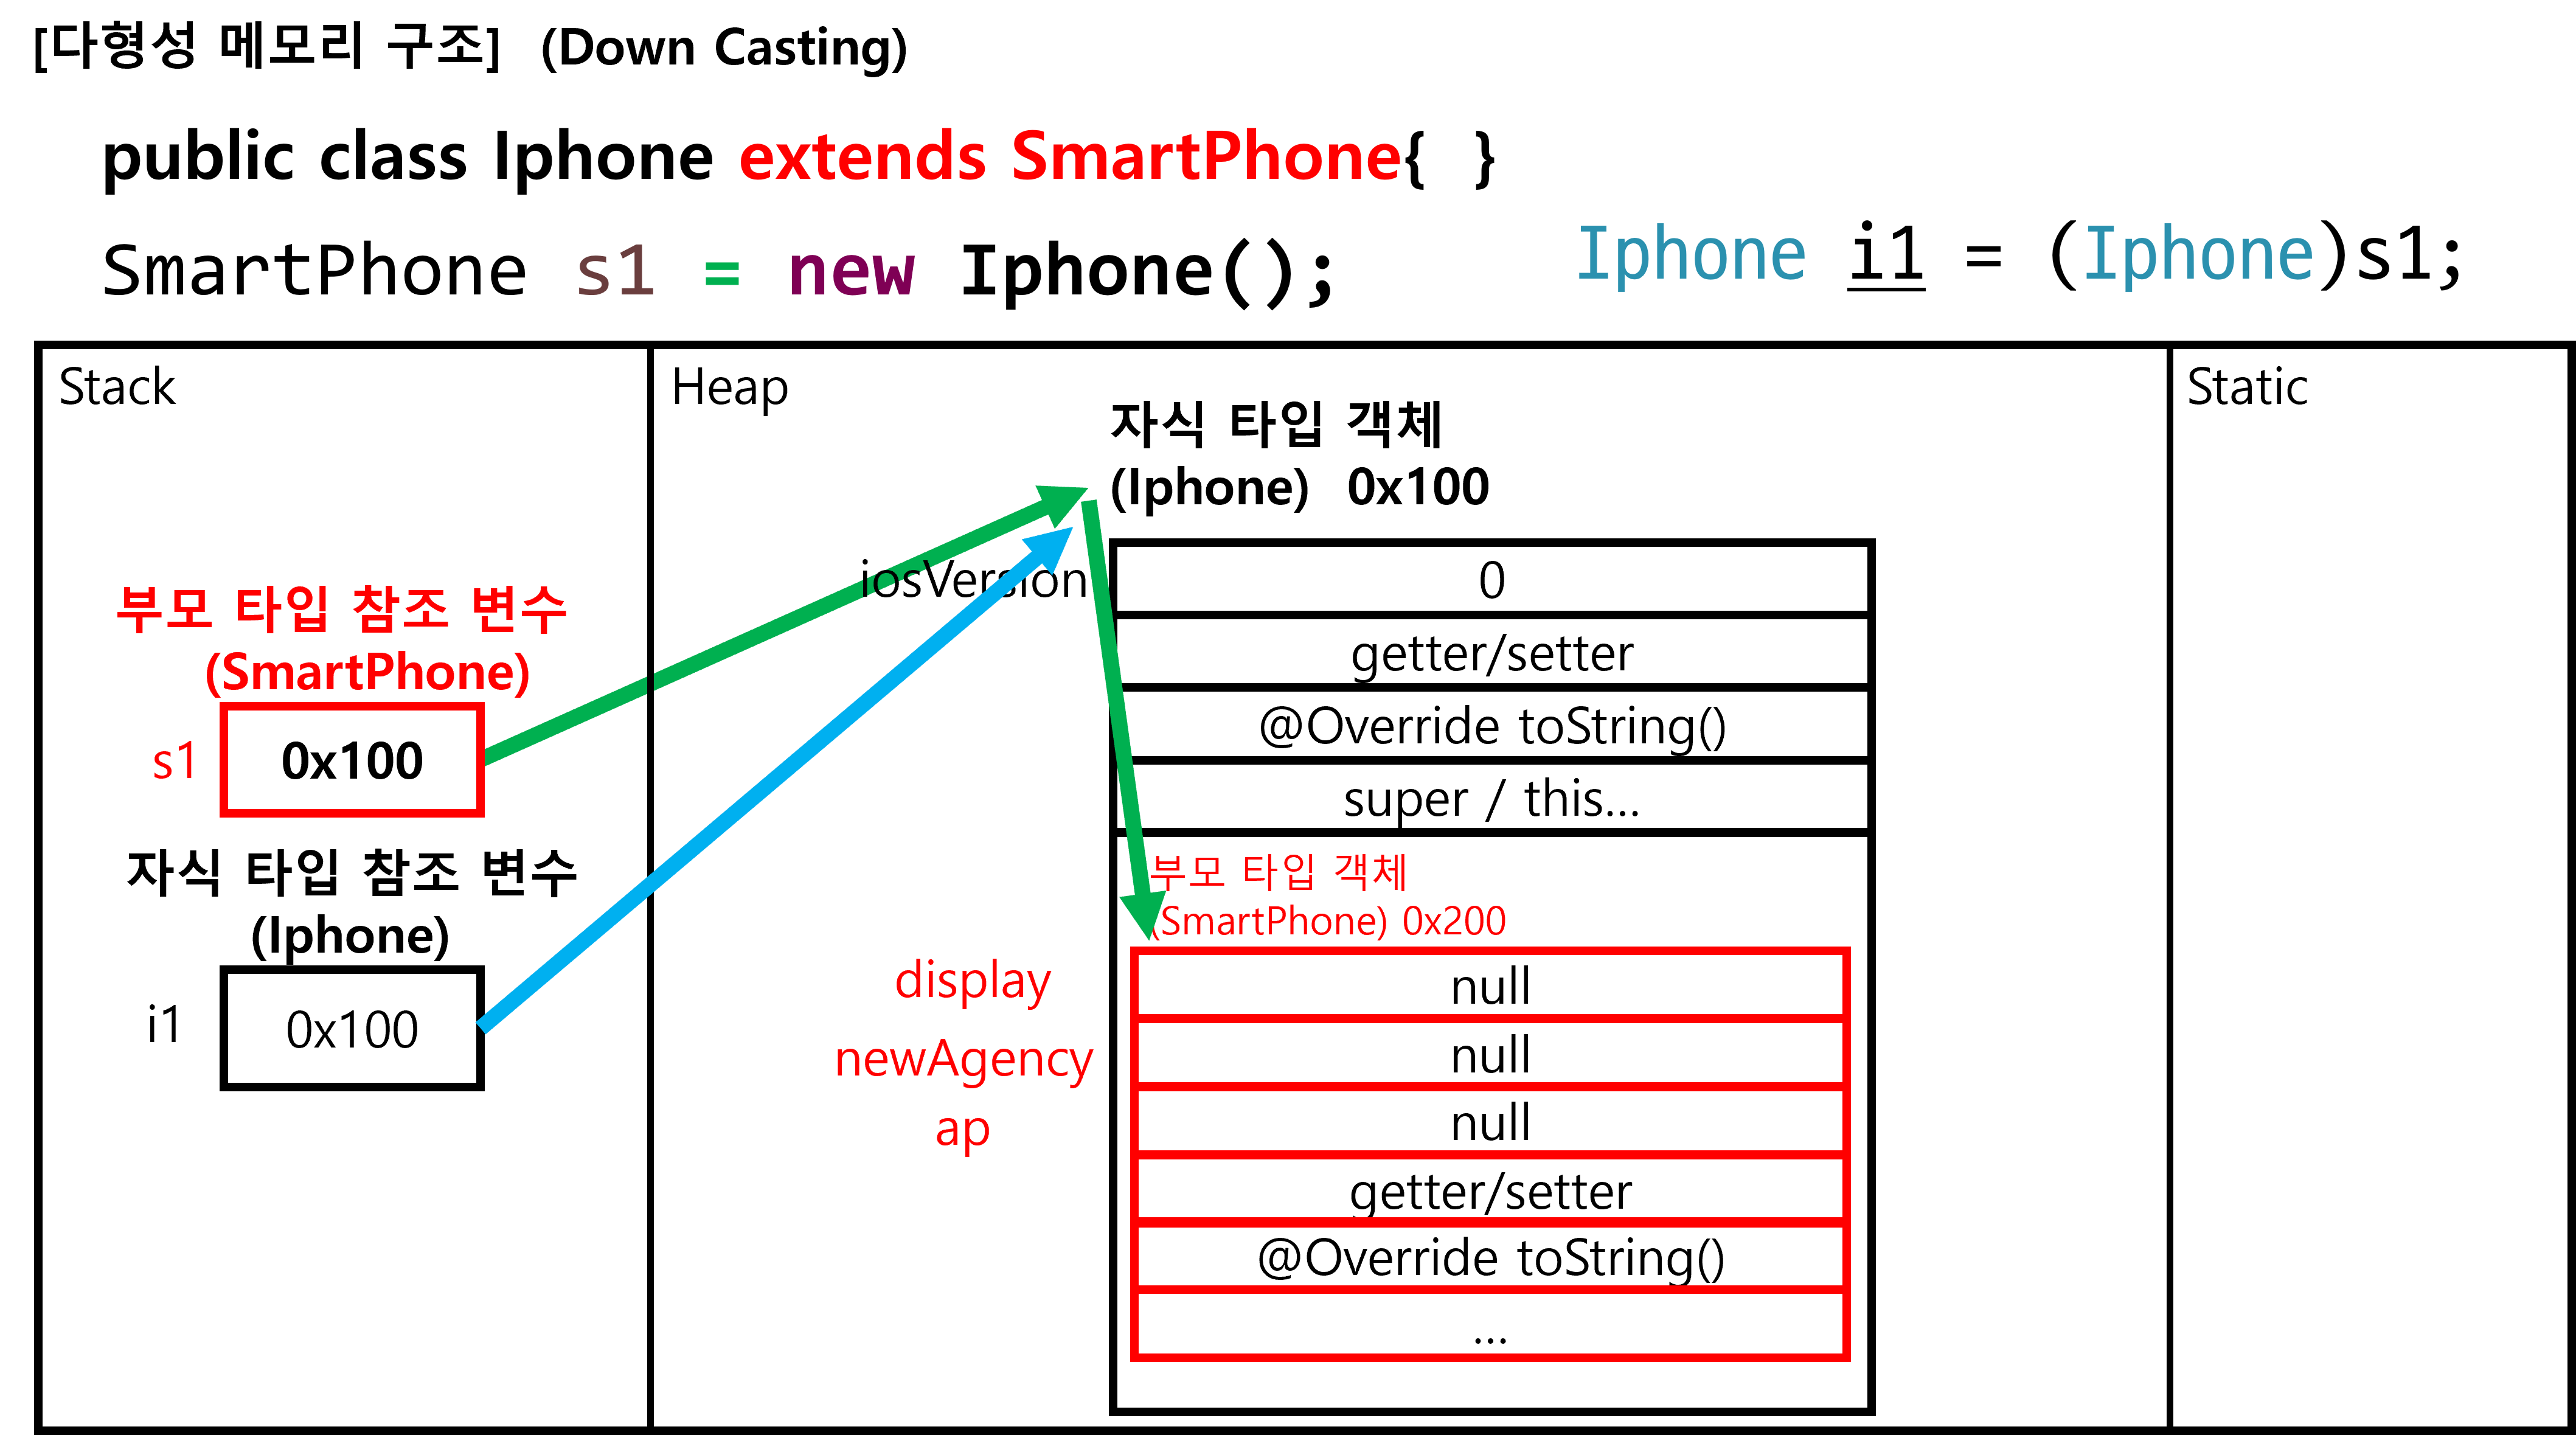 [다형성 메모리 구조] (Down Casting)
public class Iphone extends SmartPhone{ }
SmartPhone s1 = new Iphone();
Iphone i1 = (Iphone)s1;
Stack
Heap
Static
자식 타입 객체
(Iphone) 0x100
iosVersion
0
getter/setter
@Override toString()
super / this...
부모 타입 참조 변수
(SmartPhone)
s1
0x100
자식 타입 참조 변수
(Iphone)
i1
0x100
부모 타입 객체
(SmartPhone) 0x200
display
null
newAgency
null
ap
null
getter/setter
@Override toString()
...